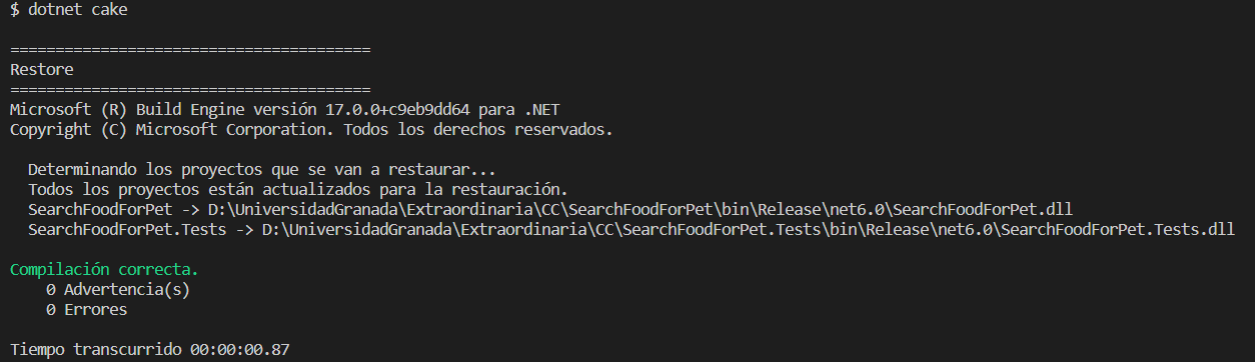 $ dotnet cake
========================================
Restore
========================================
Microsoft (R) Build Engine versión 17.0.0+c9eb9dd64 para .NET
Copyright (C) Microsoft Corporation. Todos los derechos reservados.
Determinando los proyectos que se van a restaurar...
Todos los proyectos están actualizados para la restauración.
SearchFoodForPet -> D:\UniversidadGranada\Extraordinaria\CC\SearchFoodForPet\bin\Release\net6.0\SearchFoodForPet.dll
SearchFoodForPet.Tests -> D:\UniversidadGranada\Extraordinaria\CC\SearchFoodForPet.Tests\bin\Release\net6.0\SearchFoodForPet.Tests.dll
Compilación correcta.
0 Advertencia(s)
0 Errores
Tiempo transcurrido 00:00:00.87